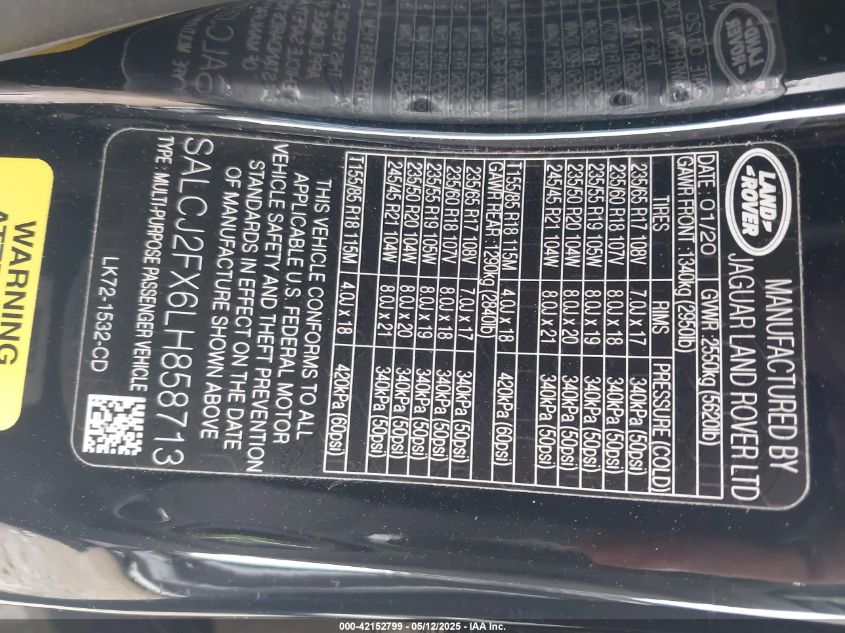 LAND
ROVER
MANUFACTURED BY
JAGUAR LAND ROVER LTD
DATE : 01/20 GVWR : 2550kg (5620lb)
GAWR FRONT : 1340kg (2950lb)
TIRES RIMS PRESSURE (COLD)
235/65 R17 108V 7.0J x 17 340kPa (50psi)
235/60 R18 107V 8.0J x 18 340kPa (50psi)
235/55 R19 105W 8.0J x 19 340kPa (50psi)
235/50 R20 104W 8.0J x 20 340kPa (50psi)
245/45 R21 104W 8.0J x 21 340kPa (50psi)
T155/85 R18 115M 4.0J x 18 420kPa (60psi)
GAWR REAR : 1290kg (2840lb)
235/65 R17 108V 7.0J x 17 340kPa (50psi)
235/60 R18 107V 8.0J x 18 340kPa (50psi)
235/55 R19 105W 8.0J x 19 340kPa (50psi)
235/50 R20 104W 8.0J x 20 340kPa (50psi)
245/45 R21 104W 8.0J x 21 340kPa (50psi)
T155/85 R18 115M 4.0J x 18 420kPa (60psi)
THIS VEHICLE CONFORMS TO ALL
APPLICABLE U.S. FEDERAL MOTOR
VEHICLE SAFETY AND THEFT PREVENTION
STANDARDS IN EFFECT ON THE DATE
OF MANUFACTURE SHOWN ABOVE
SALCJ2FX6LH858713
TYPE : MULTI-PURPOSE PASSENGER VEHICLE
LK72-1532-CD
WARNING
000-42152799 - 05/12/2025 - IAA Inc.